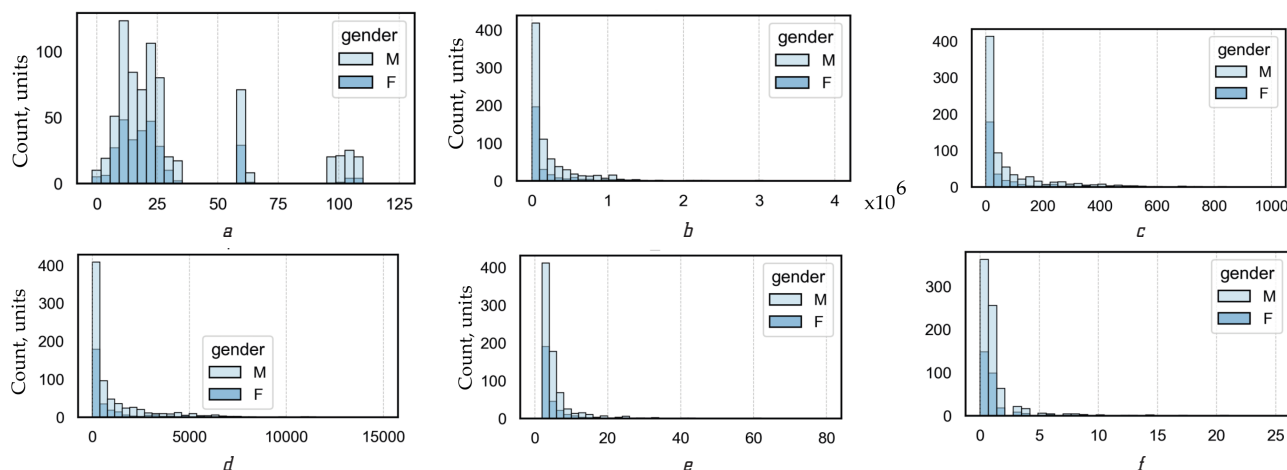 Count, units
100
50
0
gender
M
F
0 25 50 75 100 125
a
Count, units
400
300
200
100
0
gender
M
F
0 1 2 3 4
x10^6
b
400
300
200
100
0
gender
M
F
0 200 400 600 800 1000
c
Count, units
400
300
200
100
0
gender
M
F
0 5000 10000 15000
d
Count, units
400
300
200
100
0
gender
M
F
0 20 40 60 80
e
300
200
100
0
gender
M
F
0 5 10 15 20 25
f